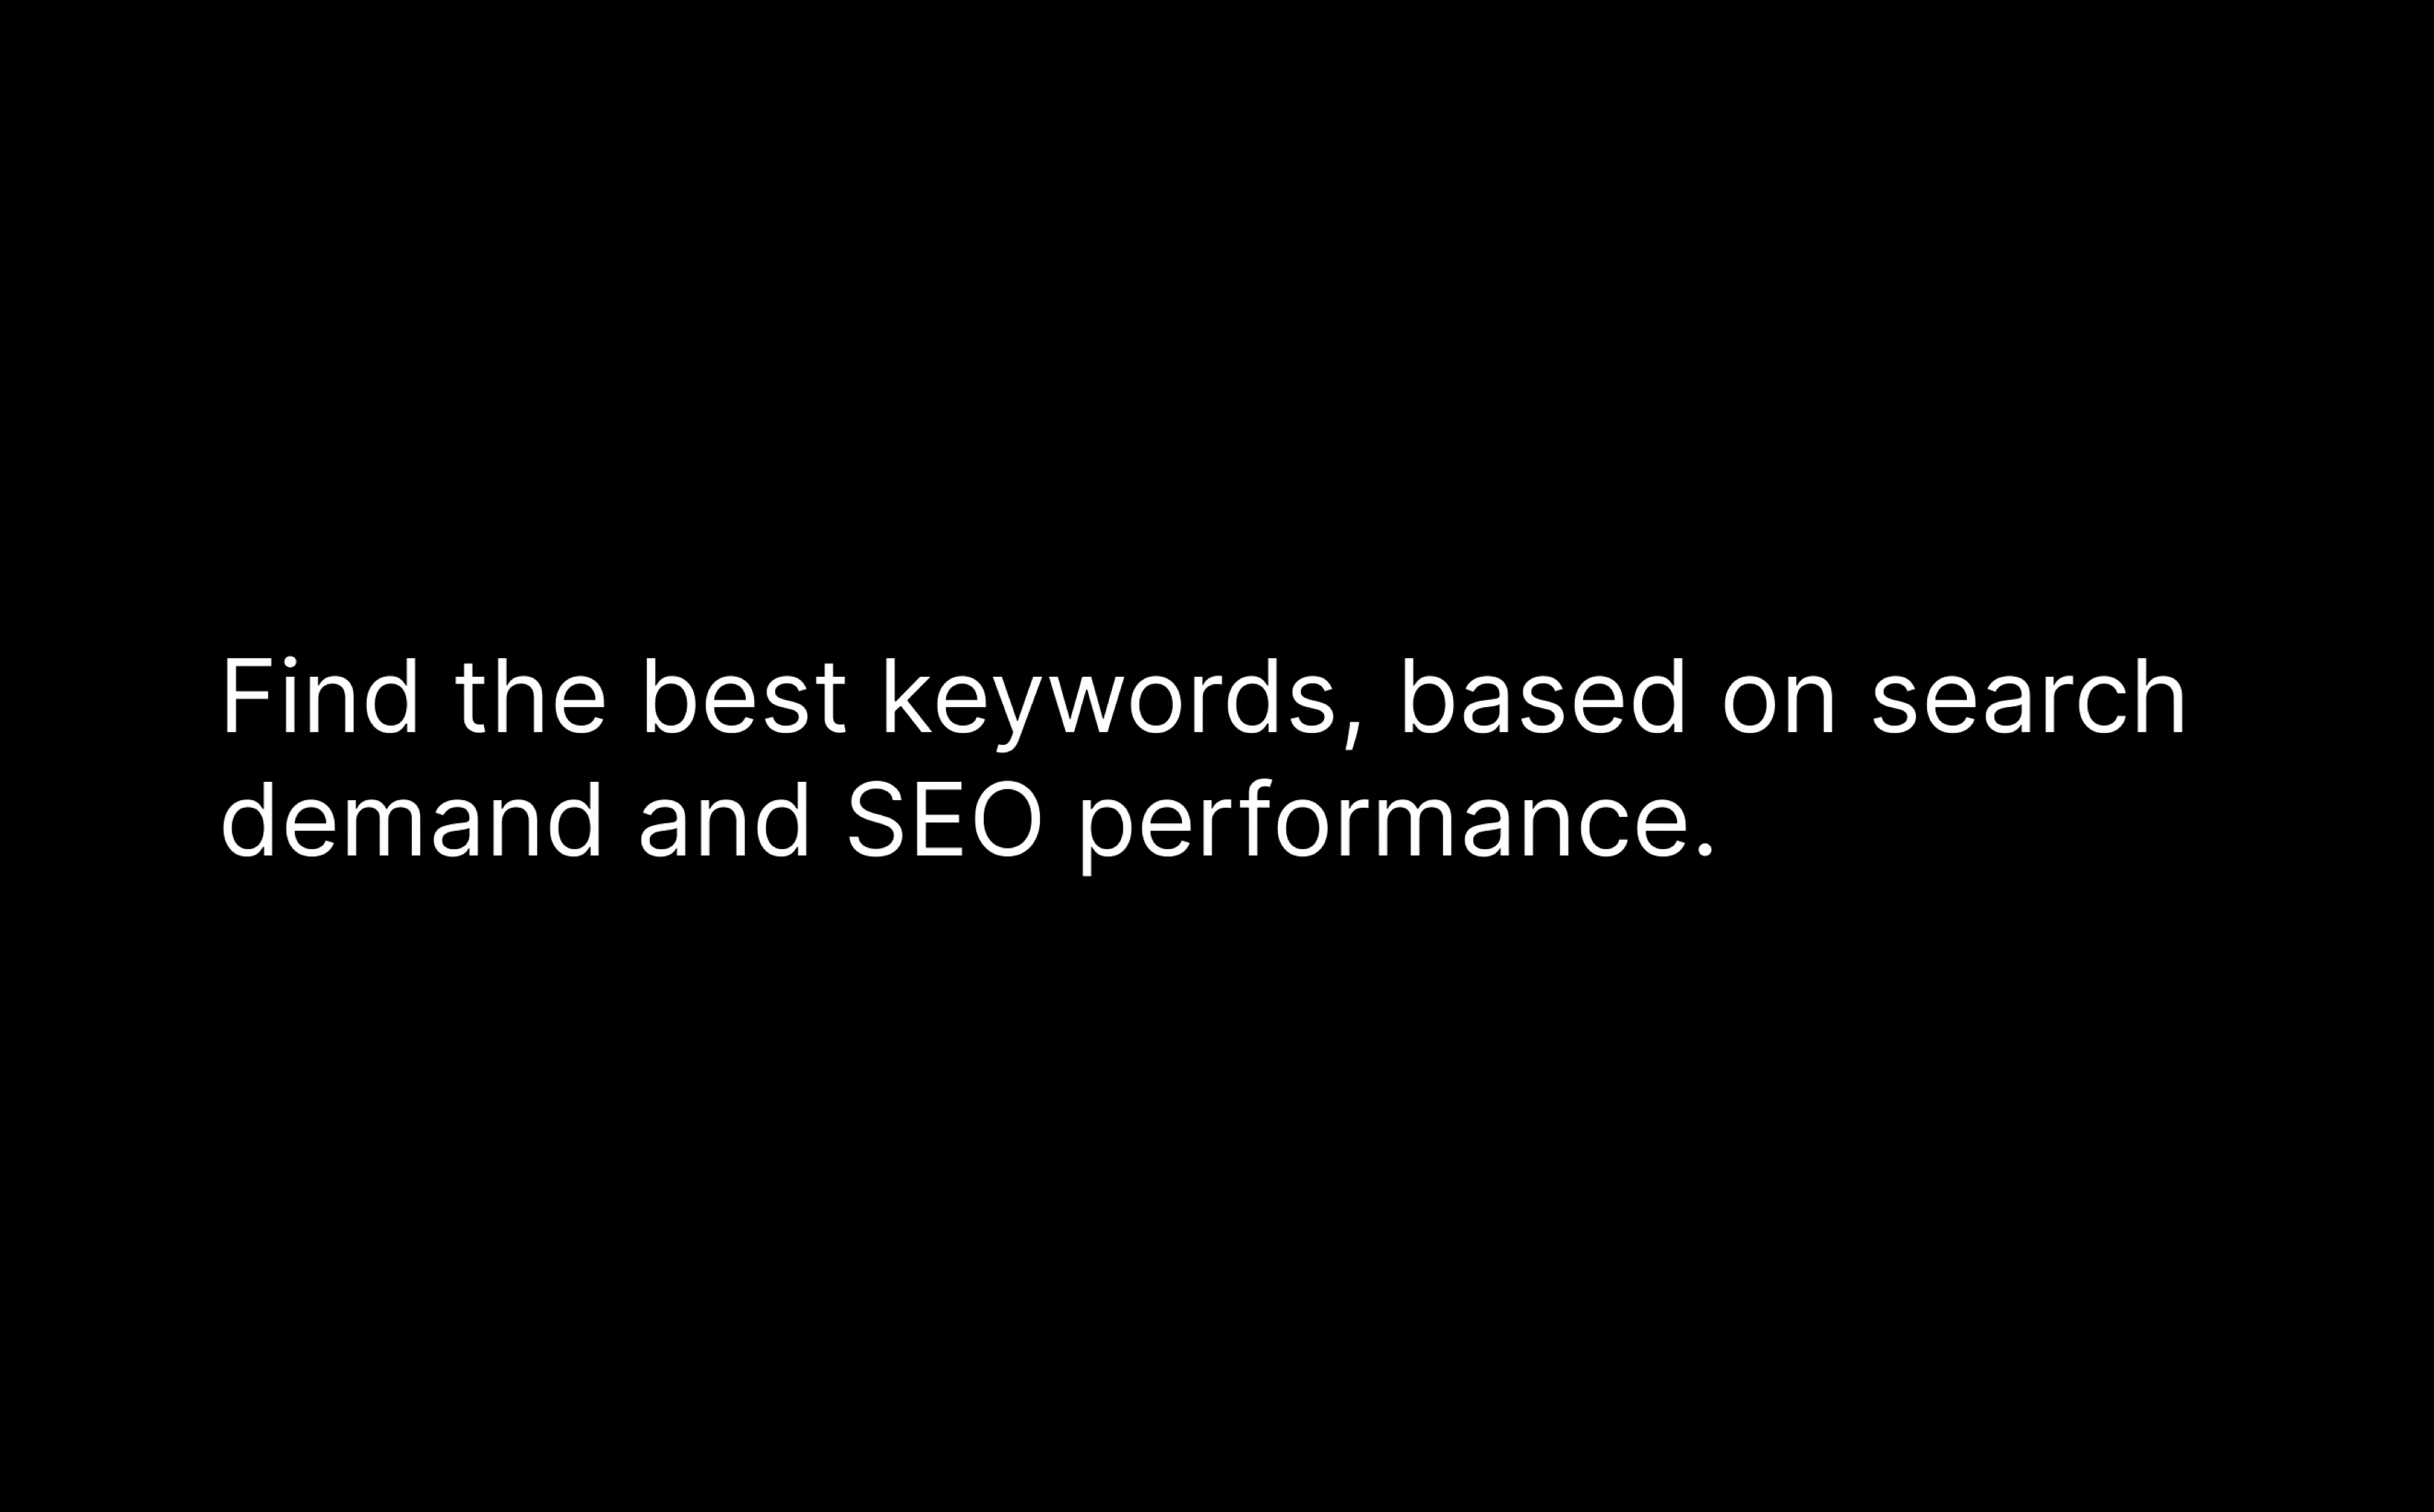 Find the best keywords, based on search
demand and SEO performance.